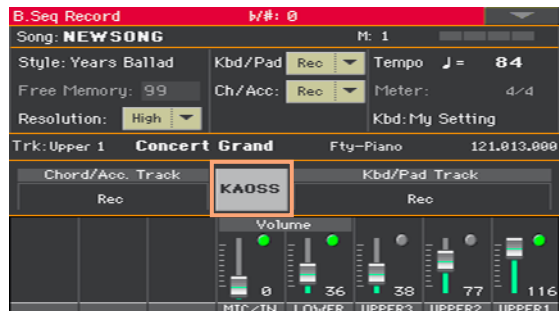 B.Seq Record b/#: 0
Song: NEWSONG M: 1
Style: Years Ballad Kbd/Pad Rec Tempo ♩ = 84
Free Memory: 99 Ch/Acc: Rec Meter: 4/4
Resolution: High Kbd: My Setting
Trk: Upper 1 Concert Grand Fty-Piano 121.013.000
Chord/Acc. Track KAOSS Kbd/Pad Track
Rec Rec
Volume
0 36 38 77 116
MIC/IN LOWER UPPER3 UPPER2 UPPER1